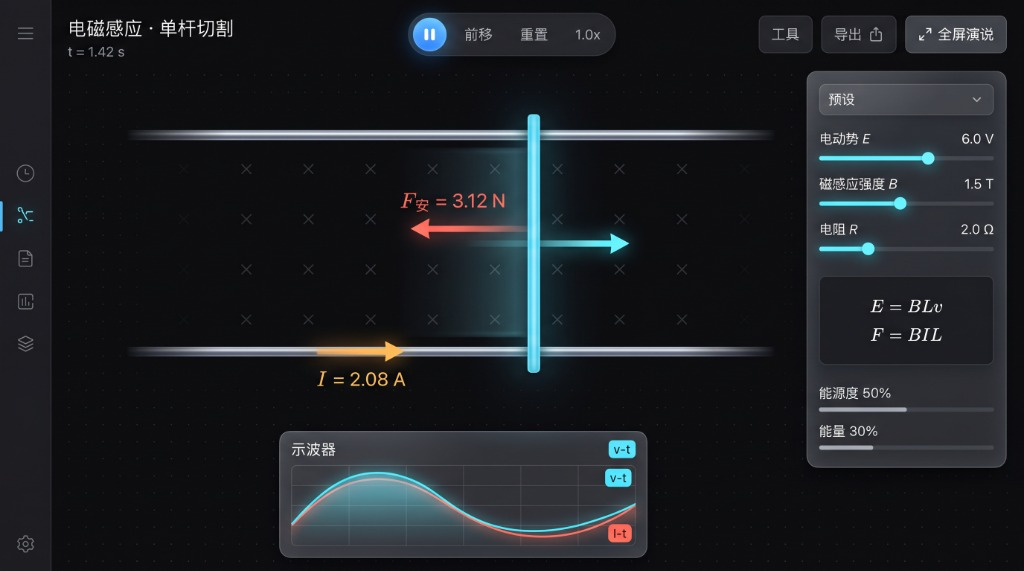 电磁感应 · 单杆切割
t = 1.42 s
前移 重置 1.0x
工具 导出 全屏演说
预设
电动势 E 6.0 V
磁感应强度 B 1.5 T
电阻 R 2.0 Ω
E = BLv
F = BIL
能源度 50%
能量 30%
F安 = 3.12 N
I = 2.08 A
示波器 v-t
v-t
I-t